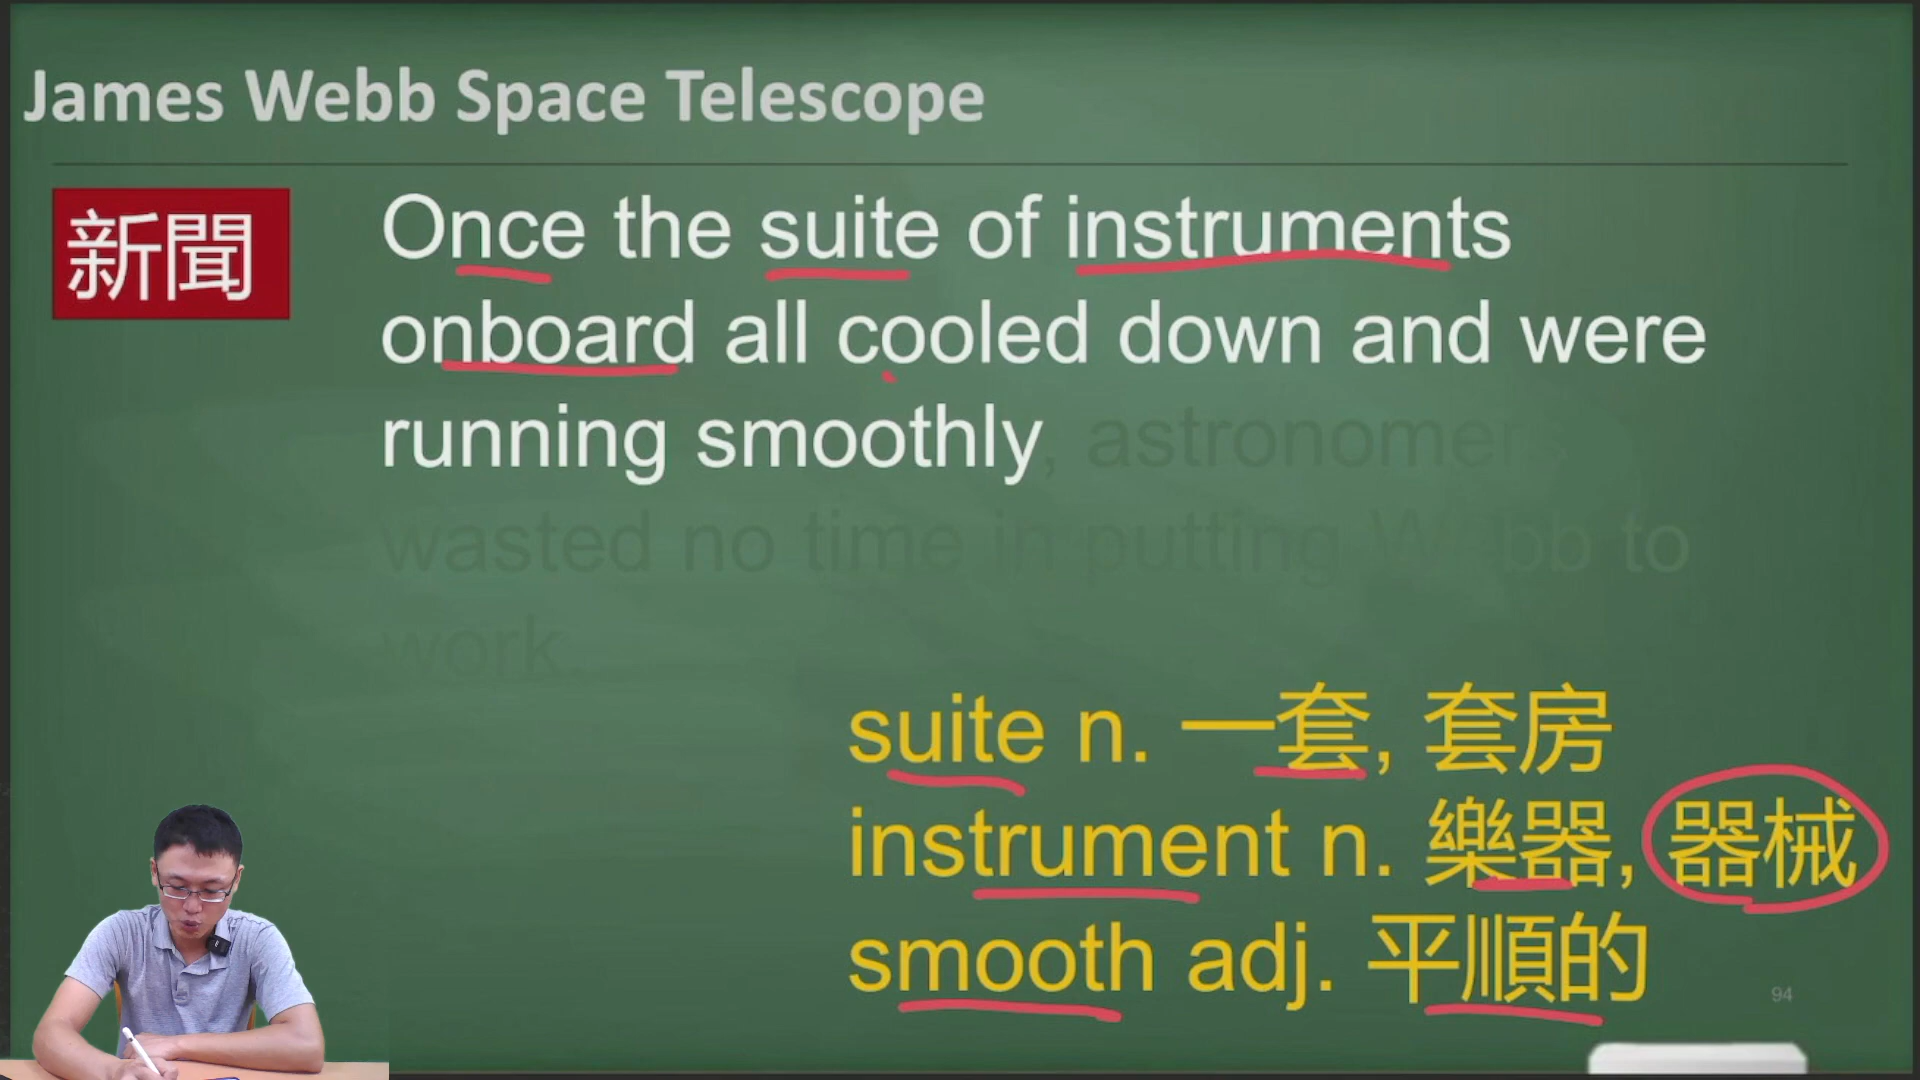 James Webb Space Telescope
新聞
Once the suite of instruments
onboard all cooled down and were
running smoothly, astronomers
wasted no time in putting Webb to
work.
suite n. 一套, 套房
instrument n. 樂器, 器械
smooth adj. 平順的
94